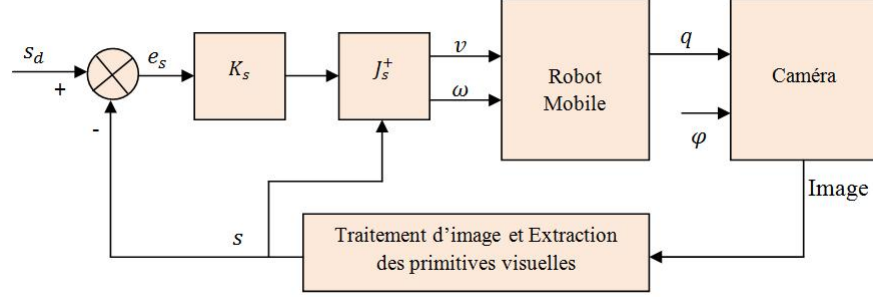 s_d
+
-
e_s
K_s
J_s^+
v
ω
Robot
Mobile
q
φ
Caméra
Image
s
Traitement d'image et Extraction
des primitives visuelles